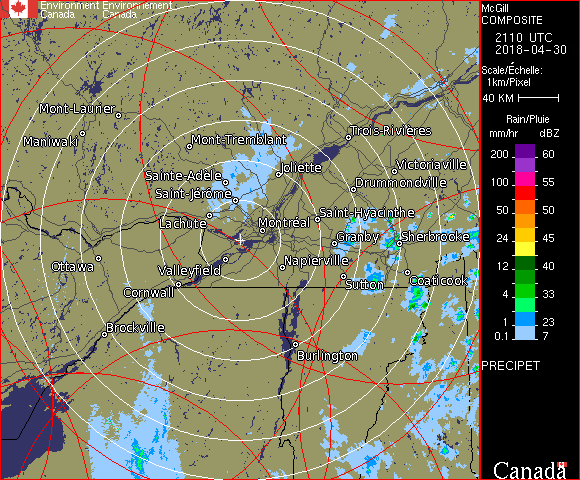 Environment Environnement
Canada Canada
McGill
COMPOSITE
2110 UTC
2018-04-30
Scale/Échelle:
1km/Pixel
40 KM
Rain/Pluie
mm/hr dBZ
200 60
100 55
50 50
24 45
12 40
4 33
2 23
0.1 7
PRECIPET
Canada
Mont-Laurier
Maniwaki
Mont-Tremblant
Trois-Rivières
Sainte-Adèle
Joliette
Victoriaville
Saint-Jérôme
Drummondville
Lachute
Montréal
Saint-Hyacinthe
Granby
Sherbrooke
Ottawa
Valleyfield
Napierville
Cornwall
Sutton
Coaticook
Brockville
Burlington